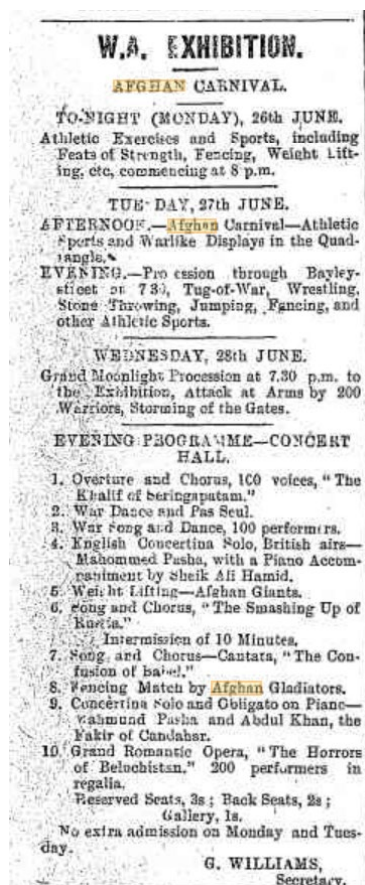 W.A. EXHIBITION.
AFGHAN CARNIVAL.
TO-NIGHT (MONDAY), 26th JUNE.
Athletic Exercises and Sports, including
Feats of Strength, Fencing, Weight Lift-
ing, etc, commencing at 8 p.m.
TUE DAY, 27th JUNE.
AFTERNOON.—Afghan Carnival—Athletic
Sports and Warlike Displays in the Quad-
rangle.
EVENING.—Pro ession through Bayley-
street at 7 30, Tug-of-War, Wrestling,
Stone Throwing, Jumping, Fencing, and
other Athletic Sports.
WEDNESDAY, 28th JUNE.
Grand Moonlight Procession at 7.30 p.m. to
the Exhibition, Attack at Arms by 200
Warriors, Storming of the Gates.
EVENING PROGRAMME—CONCERT
HALL.
1. Overture and Chorus, 100 voices, "The
Khalif of Seringapatam."
2. War Dance and Pas Seul.
3. War Song and Dance, 100 performers.
4. English Concertina Solo, British airs—
Mahommed Pasha, with a Piano Accom-
paniment by Sheik Ali Hamid.
5. Weight Lifting—Afghan Giants.
6. Song and Chorus, "The Smashing Up of
Russia."
Intermission of 10 Minutes.
7. Song and Chorus—Cantata, "The Con-
fusion of Babel."
8. Fencing Match by Afghan Gladiators.
9. Concertina Solo and Obligato on Piano—
Mahmund Pasha and Abdul Khan, the
Fakir of Candahar.
10. Grand Romantic Opera, "The Horrors
of Beluchistan." 200 performers in
regalia.
Reserved Seats, 3s; Back Seats, 2s;
Gallery, 1s.
No extra admission on Monday and Tues-
day.
G. WILLIAMS,
Secretary.